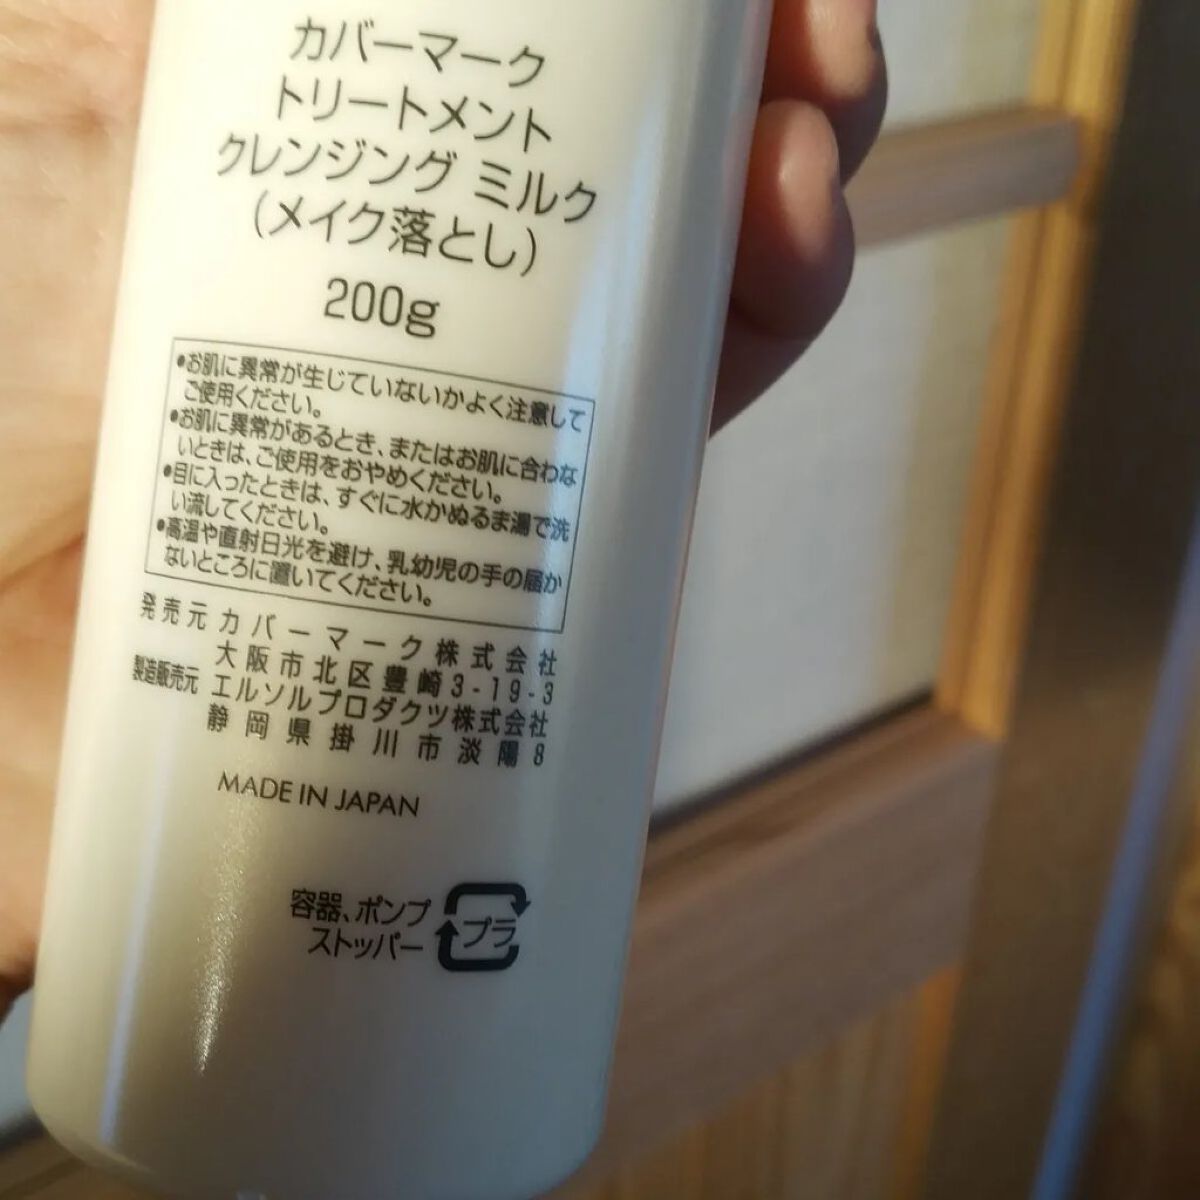 カバーマーク
トリートメント
クレンジング ミルク
(メイク落とし)
200g
●お肌に異常が生じていないかよく注意して
ご使用ください。
●お肌に異常があるとき、またはお肌に合わな
いときは、ご使用をおやめください。
●目に入ったときは、すぐに水かぬるま湯で洗
い流してください。
●高温や直射日光を避け、乳幼児の手の届か
ないところに置いてください。
発売元 カバーマーク株式会社
大阪市北区豊崎3-19-3
製造販売元 エルソルプロダクツ株式会社
静岡県掛川市淡陽8
MADE IN JAPAN
容器、ポンプ
ストッパー
プラ